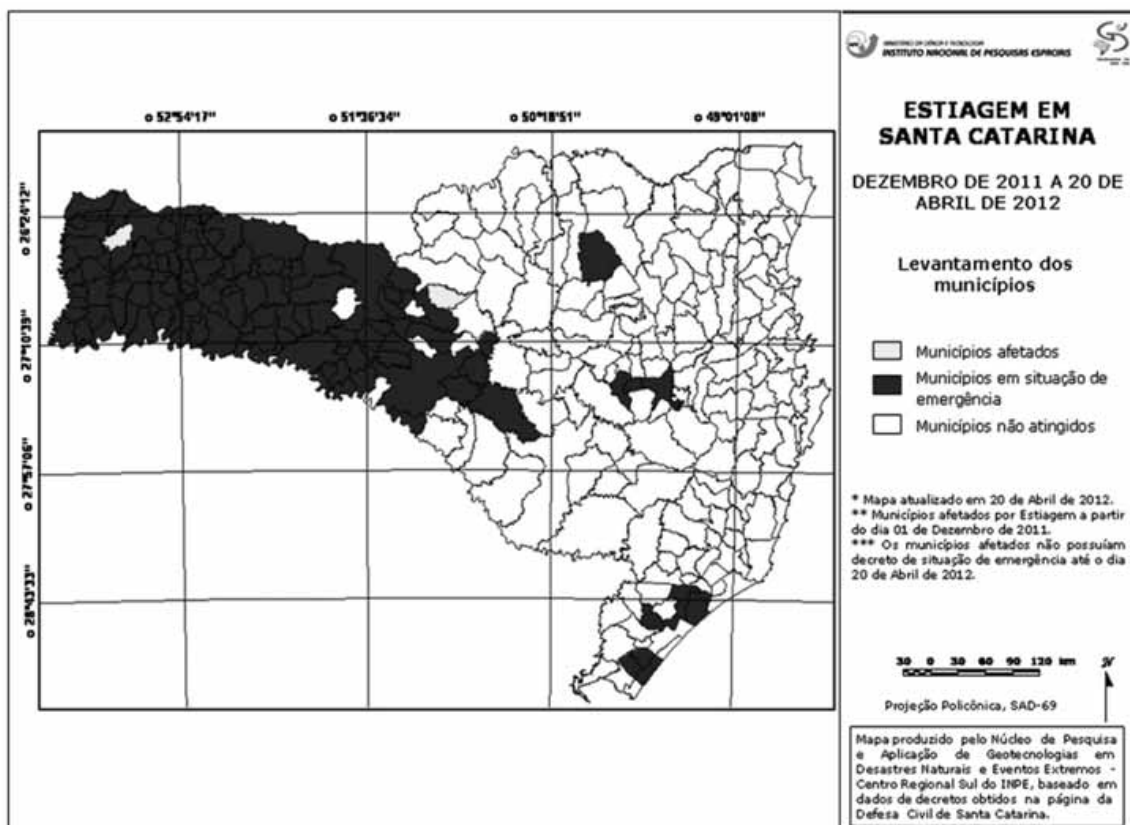 MINISTÉRIO DA CIÊNCIA E TECNOLOGIA
INSTITUTO NACIONAL DE PESQUISAS ESPACIAIS
o 52°54'17"
o 51°36'34"
o 50°18'51"
o 49°01'08"
o 26°24'12"
o 27°10'39"
o 27°57'06"
o 28°43'33"
ESTIAGEM EM
SANTA CATARINA
DEZEMBRO DE 2011 A 20 DE
ABRIL DE 2012
Levantamento dos
municípios
Municípios afetados
Municípios em situação de
emergência
Municípios não atingidos
* Mapa atualizado em 20 de Abril de 2012.
** Municípios afetados por Estiagem a partir
do dia 01 de Dezembro de 2011.
*** Os municípios afetados não possuíam
decreto de situação de emergência até o dia
20 de Abril de 2012.
30 0 30 60 90 120 km
N
Projeção Policônica, SAD-69
Mapa produzido pelo Núcleo de Pesquisa
e Aplicação de Geotecnologias em
Desastres Naturais e Eventos Extremos -
Centro Regional Sul do INPE, baseado em
dados de decretos obtidos na página da
Defesa Civil de Santa Catarina.